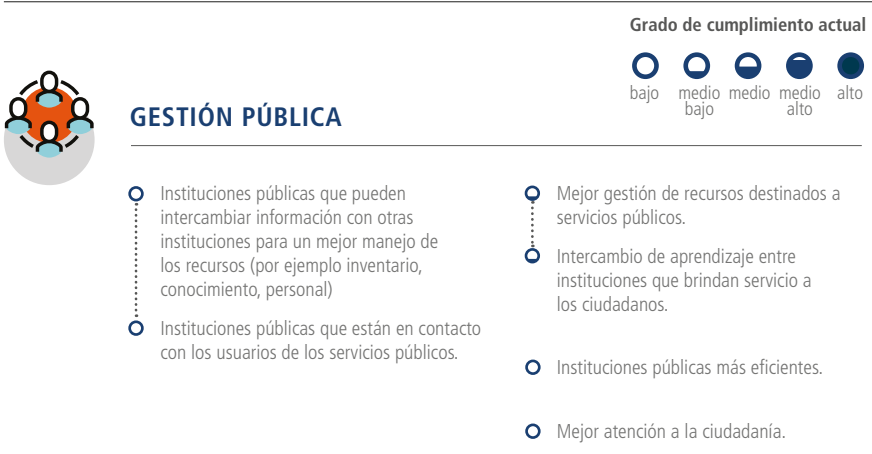 Grado de cumplimiento actual
bajo
medio bajo
medio
medio alto
alto
GESTIÓN PÚBLICA
Instituciones públicas que pueden
intercambiar información con otras
instituciones para un mejor manejo de
los recursos (por ejemplo inventario,
conocimiento, personal)
Instituciones públicas que están en contacto
con los usuarios de los servicios públicos.
Mejor gestión de recursos destinados a
servicios públicos.
Intercambio de aprendizaje entre
instituciones que brindan servicio a
los ciudadanos.
Instituciones públicas más eficientes.
Mejor atención a la ciudadanía.